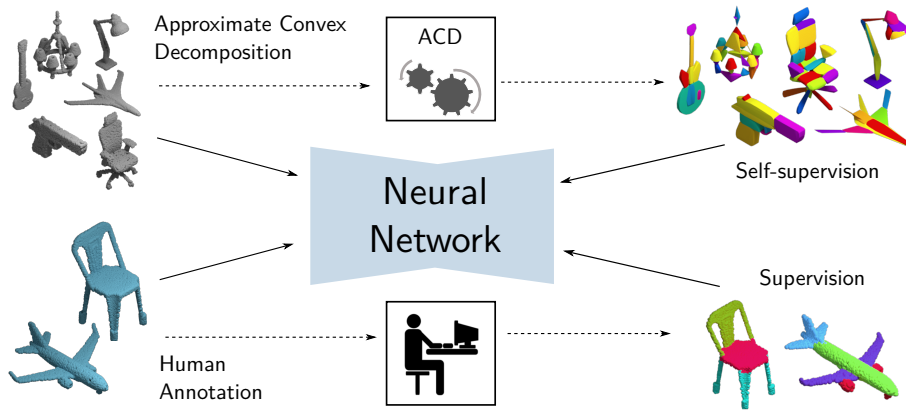 Approximate Convex
Decomposition
ACD
Self-supervision
Neural
Network
Supervision
Human
Annotation